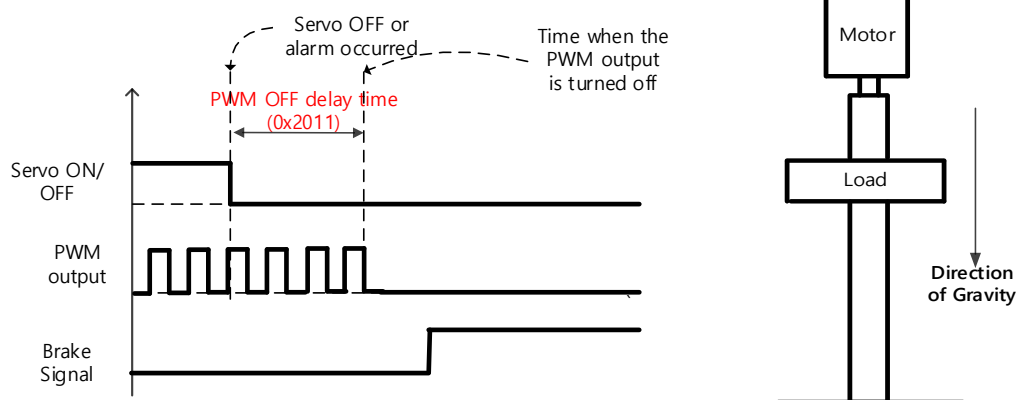 Servo OFF or
alarm occurred
Time when the
PWM output
is turned off
PWM OFF delay time
(0x2011)
Servo ON/
OFF
PWM
output
Brake
Signal
Motor
Load
Direction
of Gravity